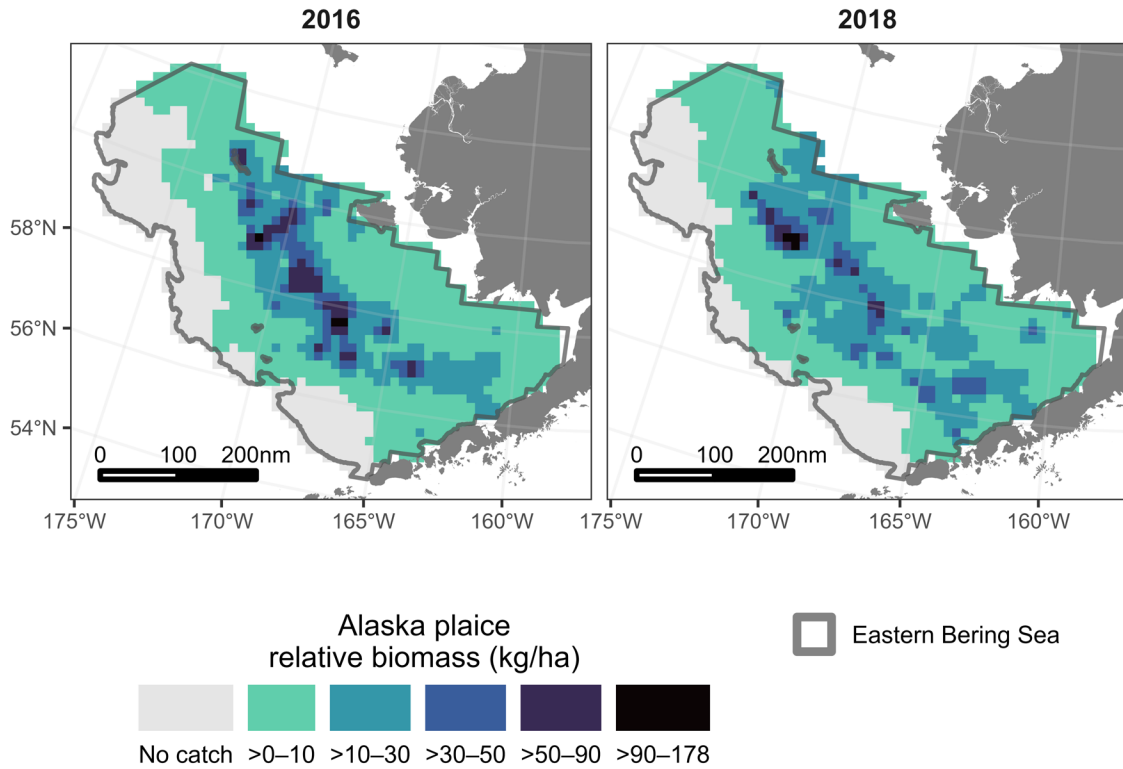 2016
2018
58°N
56°N
54°N
0 100 200nm
0 100 200nm
175°W 170°W 165°W 160°W 175°W 170°W 165°W 160°W
Alaska plaice
relative biomass (kg/ha)
Eastern Bering Sea
No catch >0–10 >10–30 >30–50 >50–90 >90–178